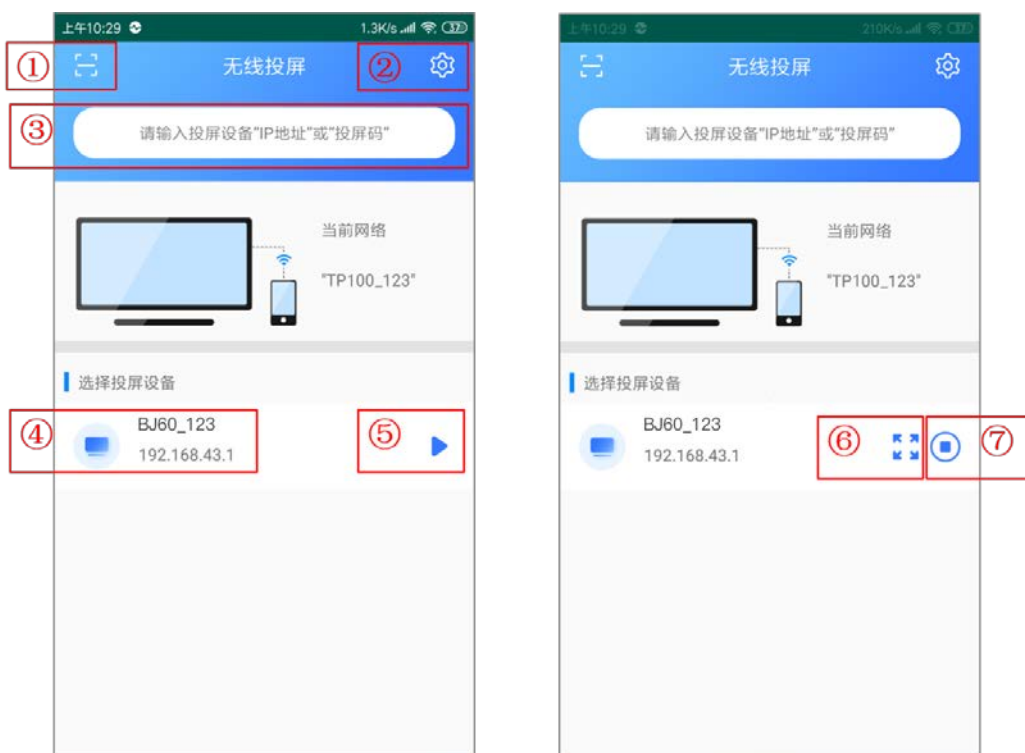 上午10:29
1.3K/s
37
①
无线投屏
②
③
请输入投屏设备"IP地址"或"投屏码"
当前网络
"TP100_123"
选择投屏设备
④
BJ60_123
192.168.43.1
⑤
上午10:29
210K/s
无线投屏
请输入投屏设备"IP地址"或"投屏码"
当前网络
"TP100_123"
选择投屏设备
BJ60_123
192.168.43.1
⑥
⑦